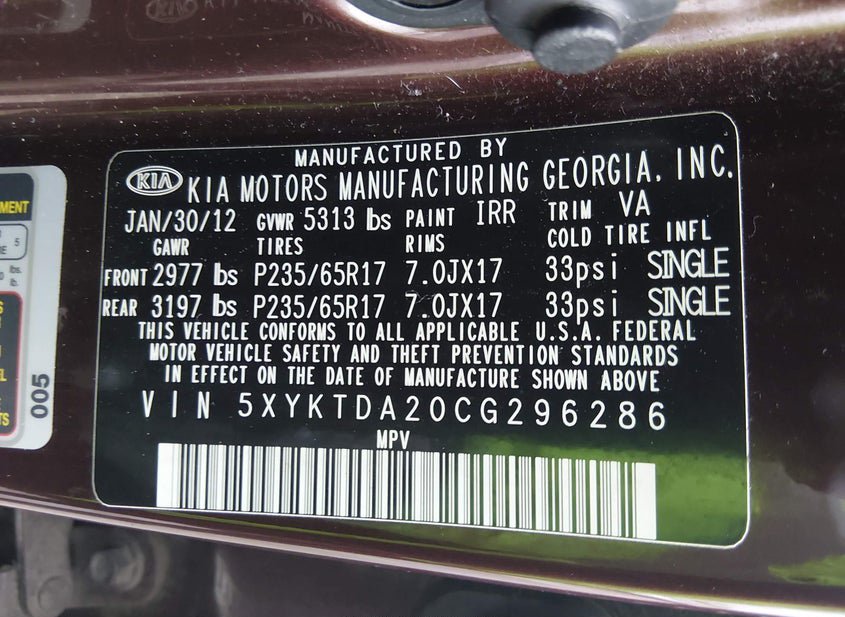 MANUFACTURED BY
KIA KIA MOTORS MANUFACTURING GEORGIA, INC.
JAN/30/12 GVWR 5313 lbs PAINT IRR TRIM VA
GAWR TIRES RIMS COLD TIRE INFL
FRONT 2977 lbs P235/65R17 7.0JX17 33psi SINGLE
REAR 3197 lbs P235/65R17 7.0JX17 33psi SINGLE
THIS VEHICLE CONFORMS TO ALL APPLICABLE U.S.A. FEDERAL
MOTOR VEHICLE SAFETY AND THEFT PREVENTION STANDARDS
IN EFFECT ON THE DATE OF MANUFACTURE SHOWN ABOVE
VIN 5XYKTDA20CG296286
MPV
5
lbs.
005